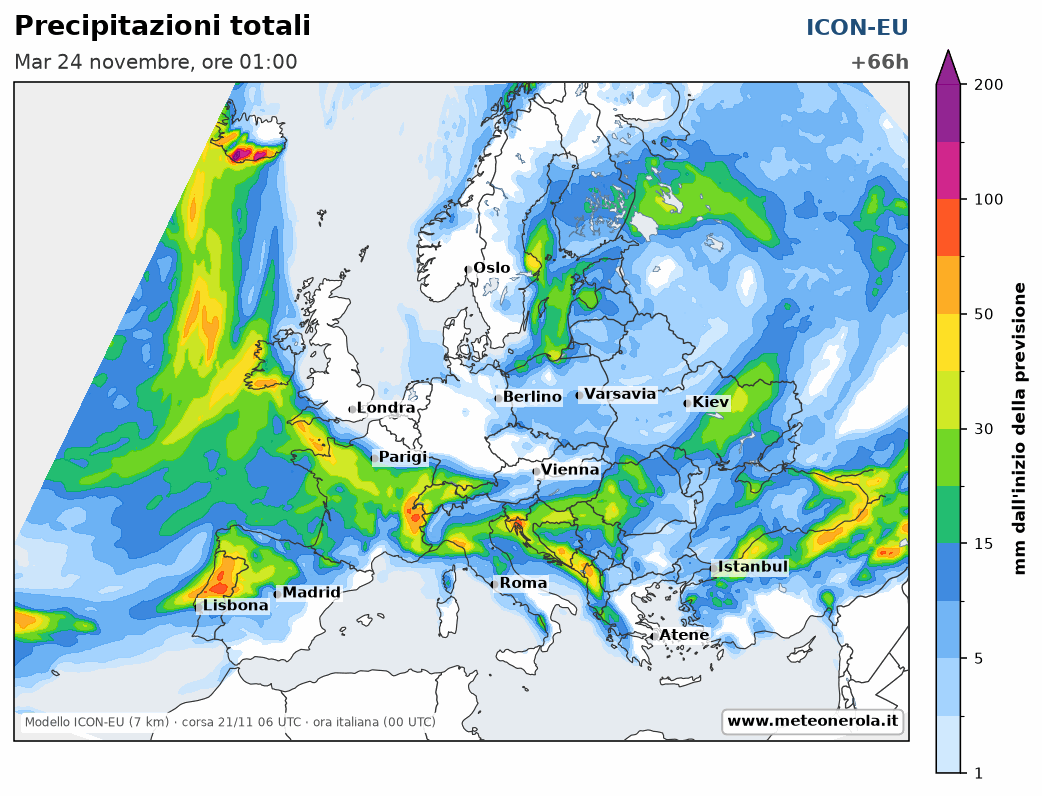 Precipitazioni totali
ICON-EU
Mar 24 novembre, ore 01:00
+66h
200
100
50
30
15
5
1
mm dall'inizio della previsione
Oslo
Londra
Berlino
Varsavia
Kiev
Parigi
Vienna
Istanbul
Roma
Madrid
Lisbona
Atene
Modello ICON-EU (7 km) · corsa 21/11 06 UTC · ora italiana (00 UTC)
www.meteonerola.it